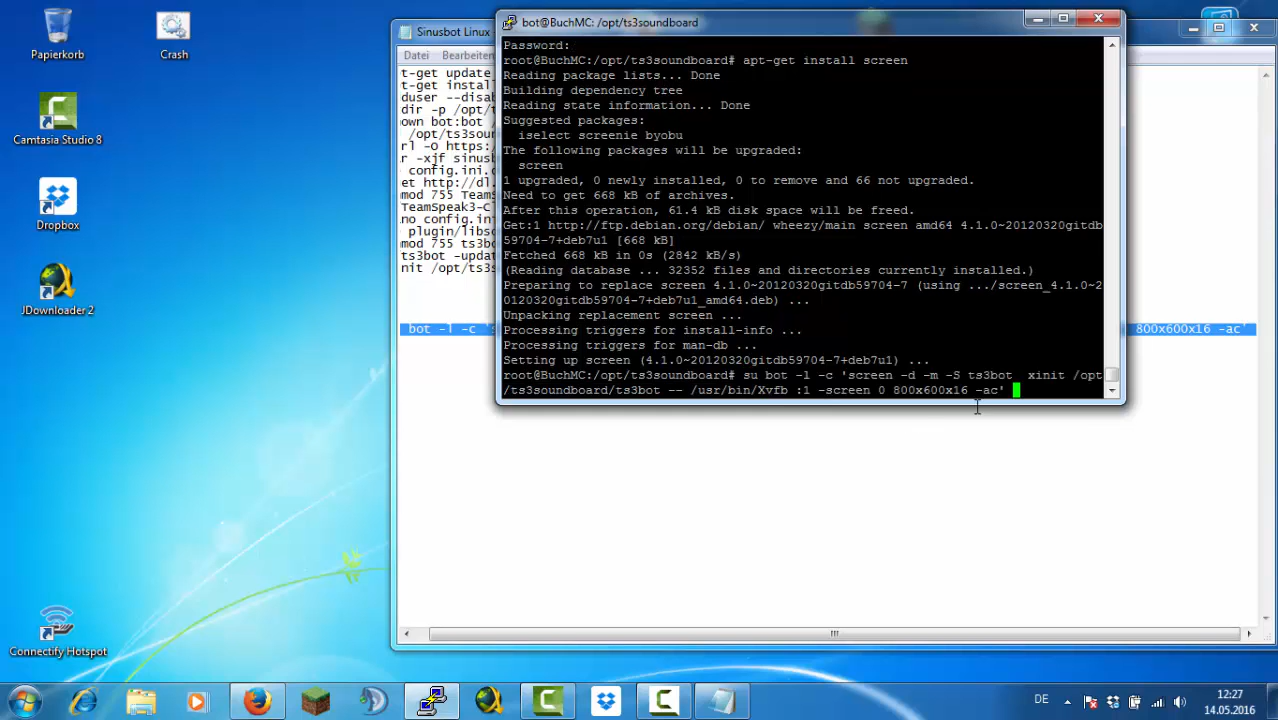 Papierkorb
Crash
Camtasia Studio 8
Dropbox
JDownloader 2
Connectify Hotspot
Sinusbot Linux
Datei Bearbeiten
t-get update
t-get install
duser --disab
dir -p /opt/ts
own bot:bot /
/opt/ts3sou
rl -O https:
r -xjf sinusb
config.ini.d
et http://dl.
mod 755 TeamS
TeamSpeak3-Cl
no config.in
plugin/libso
mod 755 ts3bo
ts3bot -updat
nit /opt/ts3s
bot -l -c 's
800x600x16 -ac'
bot@BuchMC: /opt/ts3soundboard
Password:
root@BuchMC:/opt/ts3soundboard# apt-get install screen
Reading package lists... Done
Building dependency tree
Reading state information... Done
Suggested packages:
iselect screenie byobu
The following packages will be upgraded:
screen
1 upgraded, 0 newly installed, 0 to remove and 66 not upgraded.
Need to get 668 kB of archives.
After this operation, 61.4 kB disk space will be freed.
Get:1 http://ftp.debian.org/debian/ wheezy/main screen amd64 4.1.0~20120320gitdb
59704-7+deb7u1 [668 kB]
Fetched 668 kB in 0s (2842 kB/s)
(Reading database ... 32352 files and directories currently installed.)
Preparing to replace screen 4.1.0~20120320gitdb59704-7 (using .../screen_4.1.0~2
0120320gitdb59704-7+deb7u1_amd64.deb) ...
Unpacking replacement screen ...
Processing triggers for install-info ...
Processing triggers for man-db ...
Setting up screen (4.1.0~20120320gitdb59704-7+deb7u1) ...
root@BuchMC:/opt/ts3soundboard# su bot -l -c 'screen -d -m -S ts3bot  xinit /opt
/ts3soundboard/ts3bot -- /usr/bin/Xvfb :1 -screen 0 800x600x16 -ac'
DE
12:27
14.05.2016